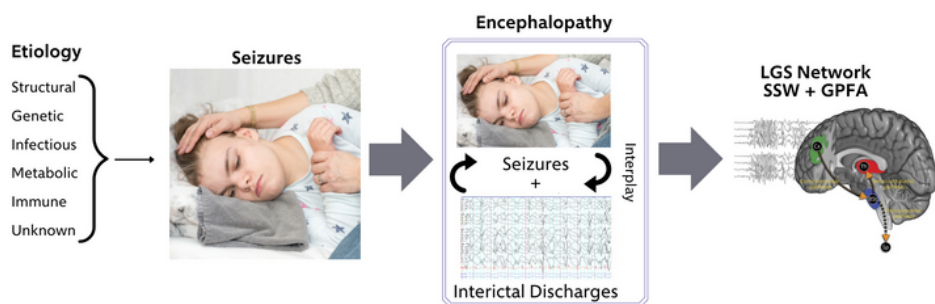 Etiology
Structural
Genetic
Infectious
Metabolic
Immune
Unknown
Seizures
Encephalopathy
Seizures
+
Interictal Discharges
Interplay
LGS Network
SSW + GPFA